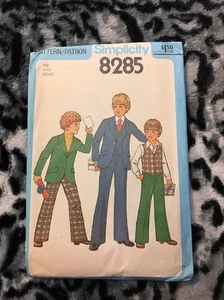 PATTERN/PATRON
Simplicity
$1.50
8285